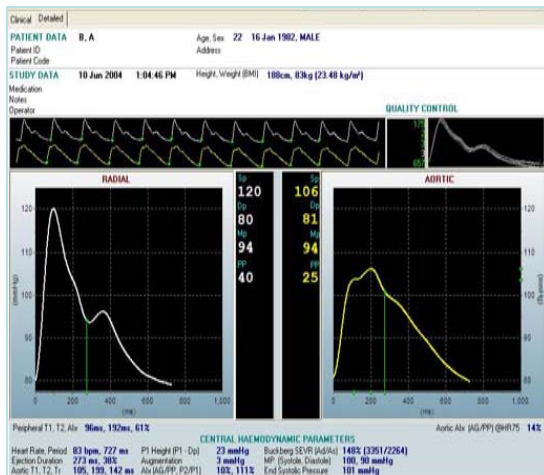 Clinical Detailed
PATIENT DATA B, A Age, Sex 22 16 Jan 1982, MALE
Patient ID Address
Patient Code
STUDY DATA 10 Jun 2004 1:04:46 PM Height, Weight (BMI) 188cm, 83kg (23.48 kg/m²)
Medication
Notes
Operator QUALITY CONTROL
RADIAL AORTIC
Sp Sp
120 106
Dp Dp
80 81
Mp Mp
94 94
PP PP
40 25
120 120
110 110
100 100
90 90
80 80
(mmHg) (mmHg)
0 200 400 600 800 1,000 0 200 400 600 800 1,000
(ms) (ms)
Peripheral T1, T2, AIx 96ms, 192ms, 61% Aortic AIx (AG/PP) @HR75 14%
CENTRAL HAEMODYNAMIC PARAMETERS
Heart Rate, Period 83 bpm, 727 ms P1 Height (P1 - Dp) 23 mmHg Buckberg SEVR (Ad/As) 148% (3351/2264)
Ejection Duration 273 ms, 38% Augmentation 3 mmHg MP (Systole, Diastole) 100, 90 mmHg
Aortic T1, T2, Tr 105, 199, 142 ms AIx (AG/PP, P2/P1) 10%, 111% End Systolic Pressure 101 mmHg